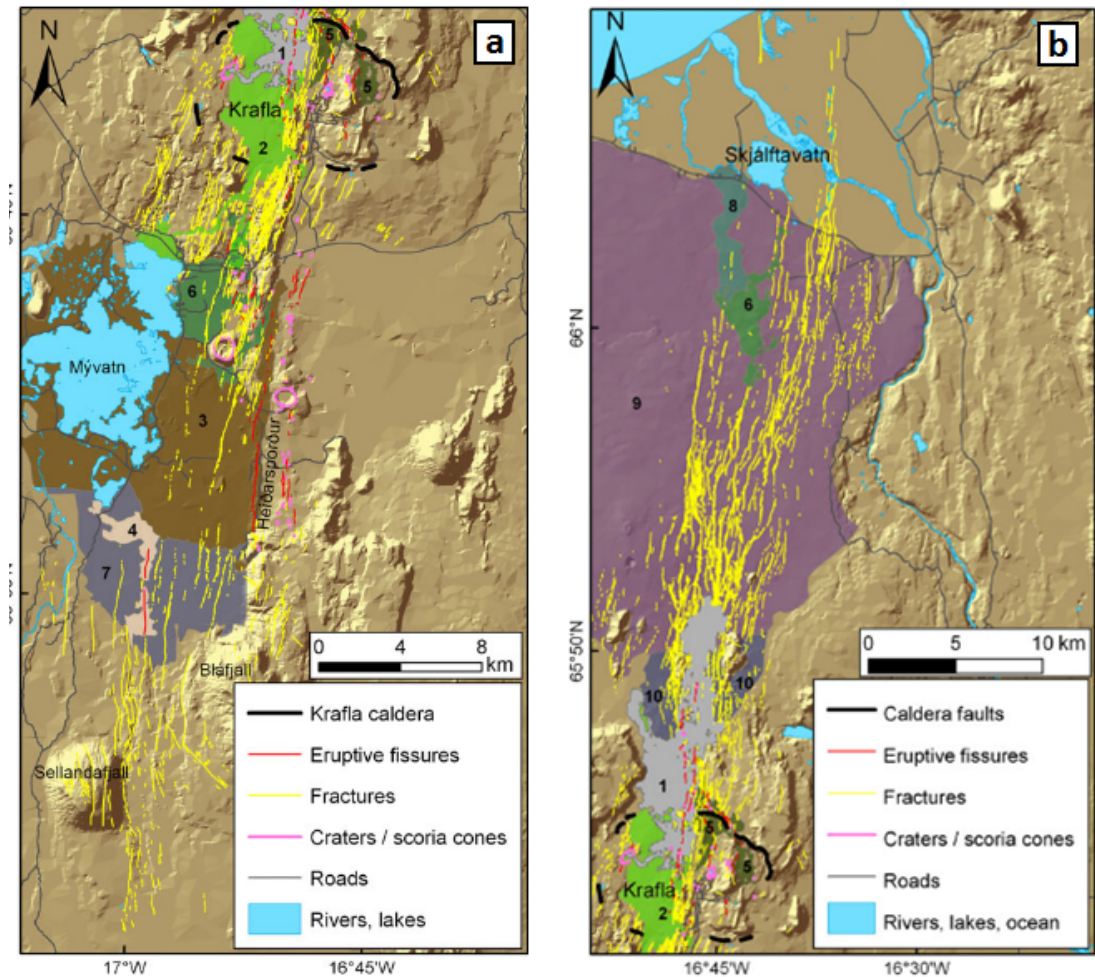 N
a
1
5
5
Krafla
2
6
Mývatn
3
Heiðarsporður
4
7
0 4 8
km
Bláfjall
Sellandafjall
Krafla caldera
Eruptive fissures
Fractures
Craters / scoria cones
Roads
Rivers, lakes
17°W
16°45'W
N
b
Skjálftavatn
8
6
66°N
9
65°50'N
0 5 10 km
10
10
1
5
5
Krafla
2
Caldera faults
Eruptive fissures
Fractures
Craters / scoria cones
Roads
Rivers, lakes, ocean
16°45'W
16°30'W